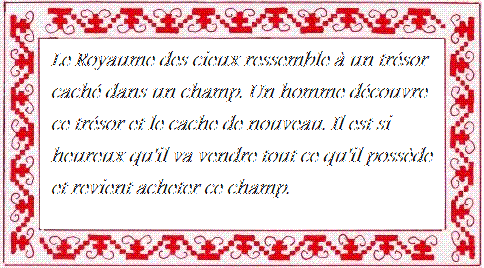 Le Royaume des cieux ressemble à un trésor
caché dans un champ. Un homme découvre
ce trésor et le cache de nouveau. Il est si
heureux qu'il va vendre tout ce qu'il possède
et revient acheter ce champ.